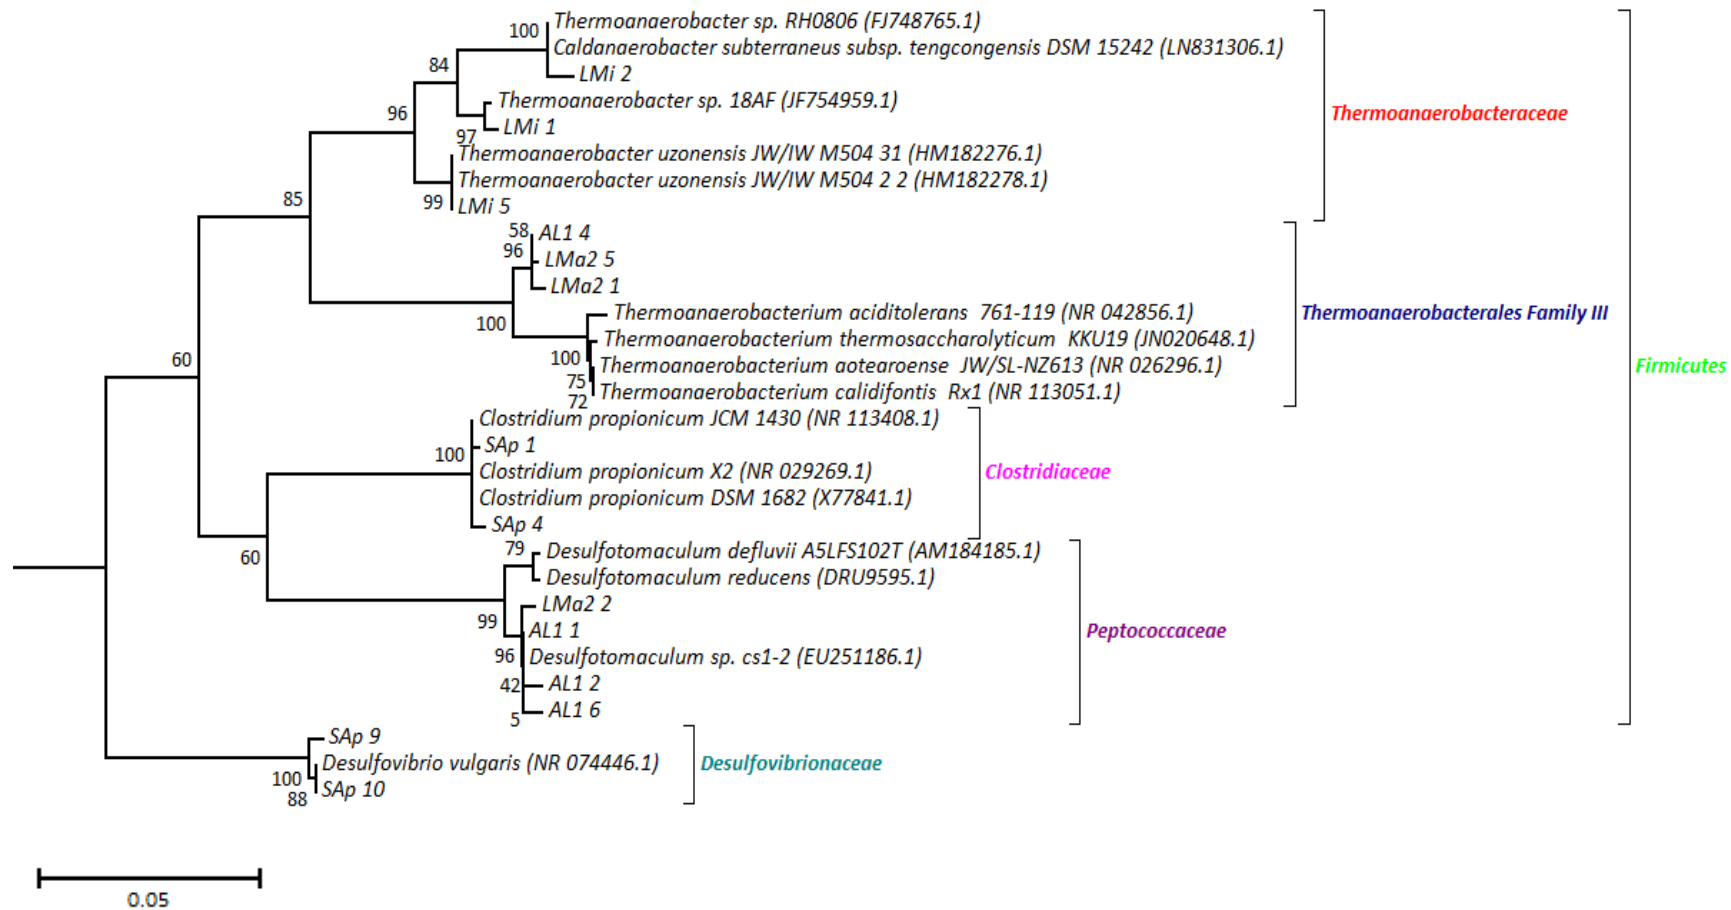 Thermoanaerobacter sp. RH0806 (FJ748765.1)
100
Caldanaerobacter subterraneus subsp. tengcongensis DSM 15242 (LN831306.1)
84
LMi 2
Thermoanaerobacter sp. 18AF (JF754959.1)
96
Thermoanaerobacteraceae
LMi 1
97
Thermoanaerobacter uzonensis JW/IW M504 31 (HM182276.1)
Thermoanaerobacter uzonensis JW/IW M504 2 2 (HM182278.1)
85
99
LMi 5
58
AL1 4
96
LMa2 5
LMa2 1
Thermoanaerobacterium aciditolerans 761-119 (NR 042856.1)
Thermoanaerobacterales Family III
100
Thermoanaerobacterium thermosaccharolyticum KKU19 (JN020648.1)
60
100
Thermoanaerobacterium aotearoense JW/SL-NZ613 (NR 026296.1)
Firmicutes
75
Thermoanaerobacterium calidifontis Rx1 (NR 113051.1)
72
Clostridium propionicum JCM 1430 (NR 113408.1)
SAp 1
100
Clostridium propionicum X2 (NR 029269.1)
Clostridiaceae
Clostridium propionicum DSM 1682 (X77841.1)
SAp 4
60
79
Desulfotomaculum defluvii A5LFS102T (AM184185.1)
Desulfotomaculum reducens (DRU9595.1)
LMa2 2
99
AL1 1
Peptococcaceae
96
Desulfotomaculum sp. cs1-2 (EU251186.1)
42
AL1 2
AL1 6
5
SAp 9
Desulfovibrio vulgaris (NR 074446.1)
Desulfovibrionaceae
100
SAp 10
88
0.05